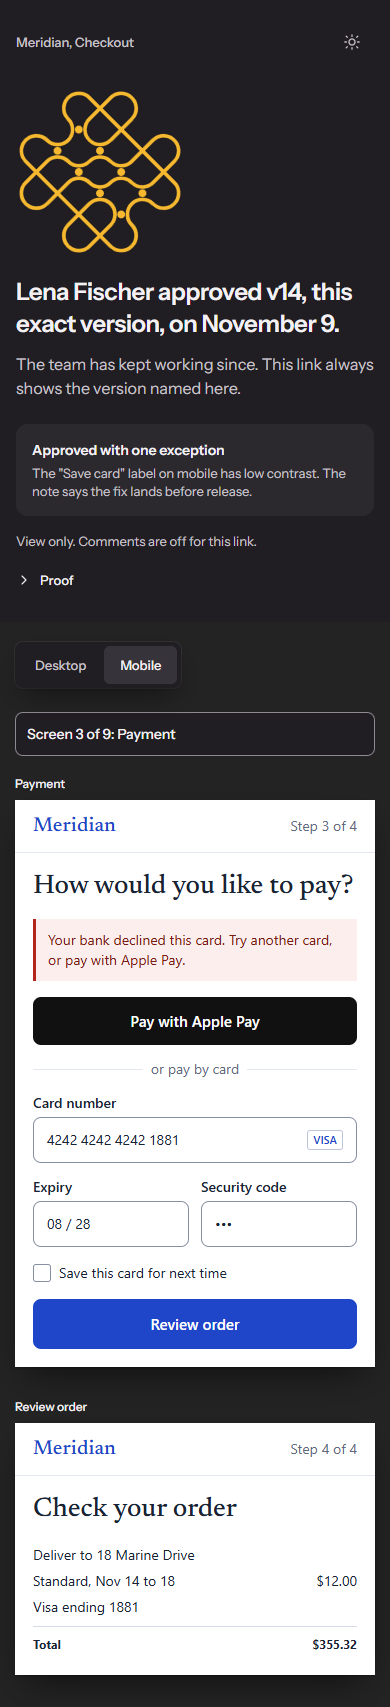 Meridian, Checkout
Lena Fischer approved v14, this
exact version, on November 9.
The team has kept working since. This link always
shows the version named here.
Approved with one exception
The "Save card" label on mobile has low contrast. The
note says the fix lands before release.
View only. Comments are off for this link.
Proof
Desktop Mobile
Screen 3 of 9: Payment
Payment
Meridian Step 3 of 4
How would you like to pay?
Your bank declined this card. Try another card,
or pay with Apple Pay.
Pay with Apple Pay
or pay by card
Card number
4242 4242 4242 1881 VISA
Expiry Security code
08 / 28 •••
Save this card for next time
Review order
Review order
Meridian Step 4 of 4
Check your order
Deliver to 18 Marine Drive
Standard, Nov 14 to 18 $12.00
Visa ending 1881
Total $355.32